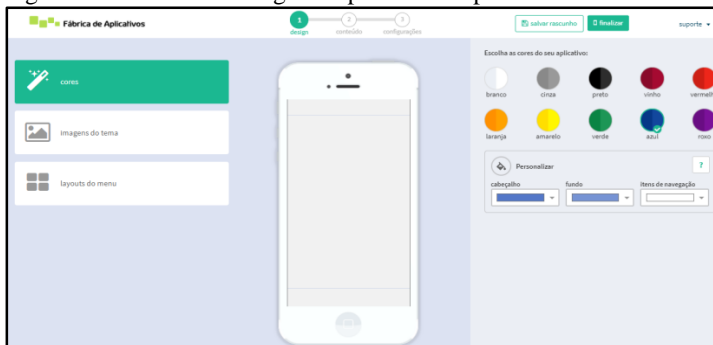 Fábrica de Aplicativos
1 2 3
design conteúdo configurações
salvar rascunho finalizar suporte
cores
imagens do tema
layouts do menu
Escolha as cores do seu aplicativo:
branco cinza preto vinho vermelh
laranja amarelo verde azul roxo
Personalizar ?
cabeçalho fundo itens de navegação